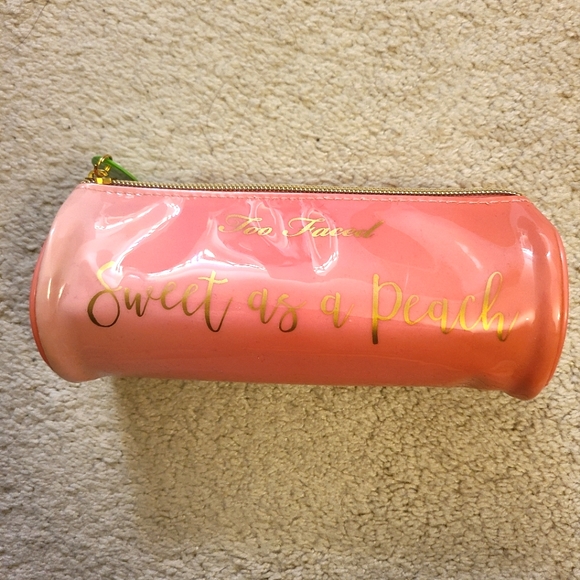 Too Faced
Sweet as a Peach